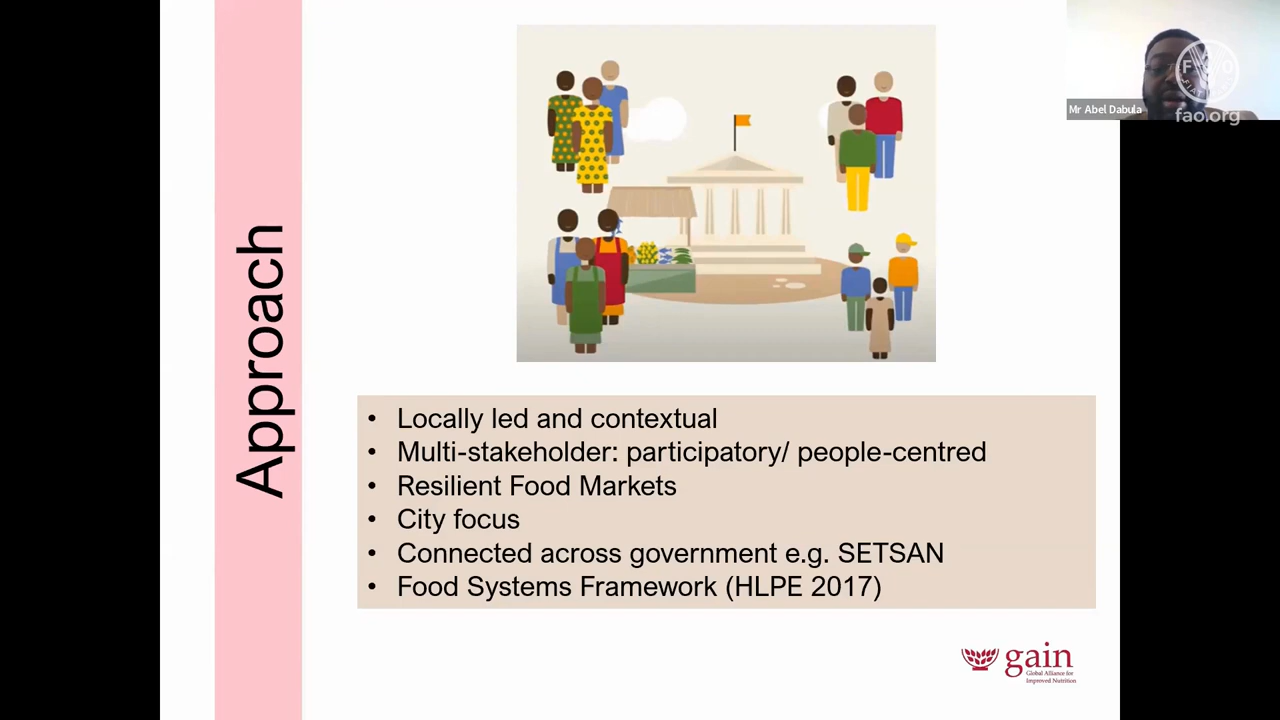 Approach
Mr Abel Dabula
F O
fao.org
• Locally led and contextual
• Multi-stakeholder: participatory/ people-centred
• Resilient Food Markets
• City focus
• Connected across government e.g. SETSAN
• Food Systems Framework (HLPE 2017)
gain
Global Alliance for
Improved Nutrition